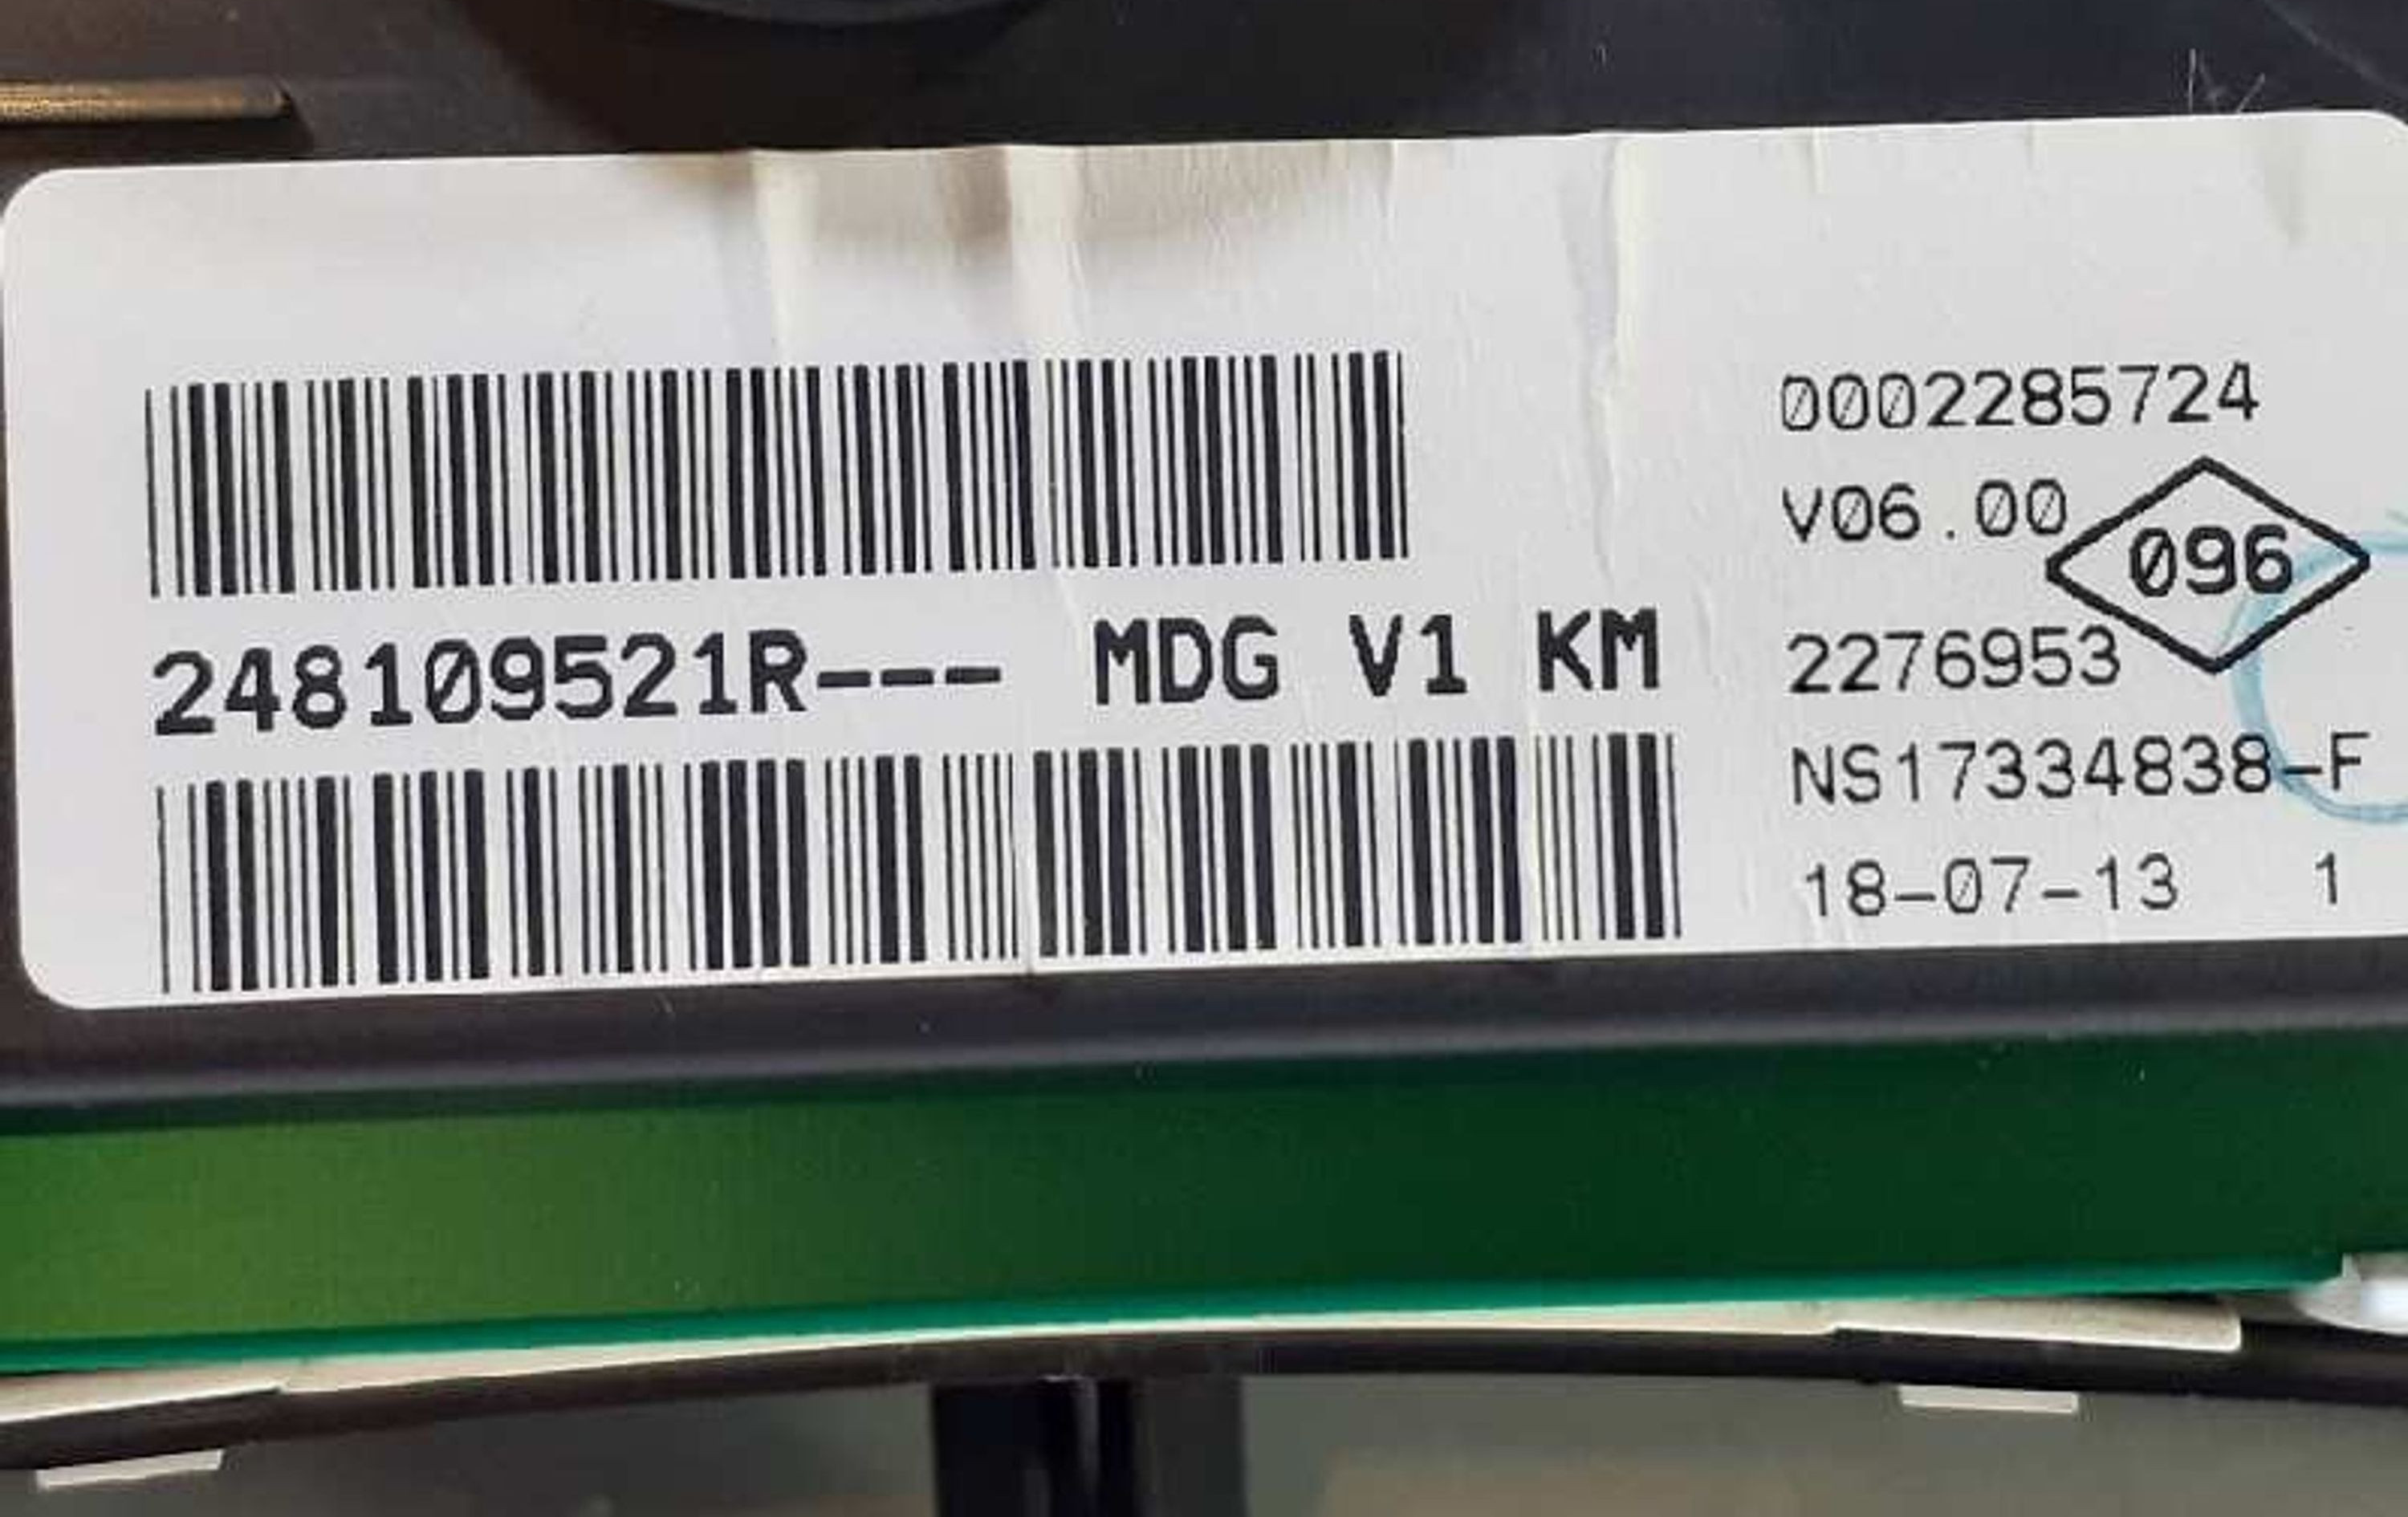 0002285724
V06.00
096
248109521R--- MDG V1 KM
2276953
NS17334838-F
18-07-13 1